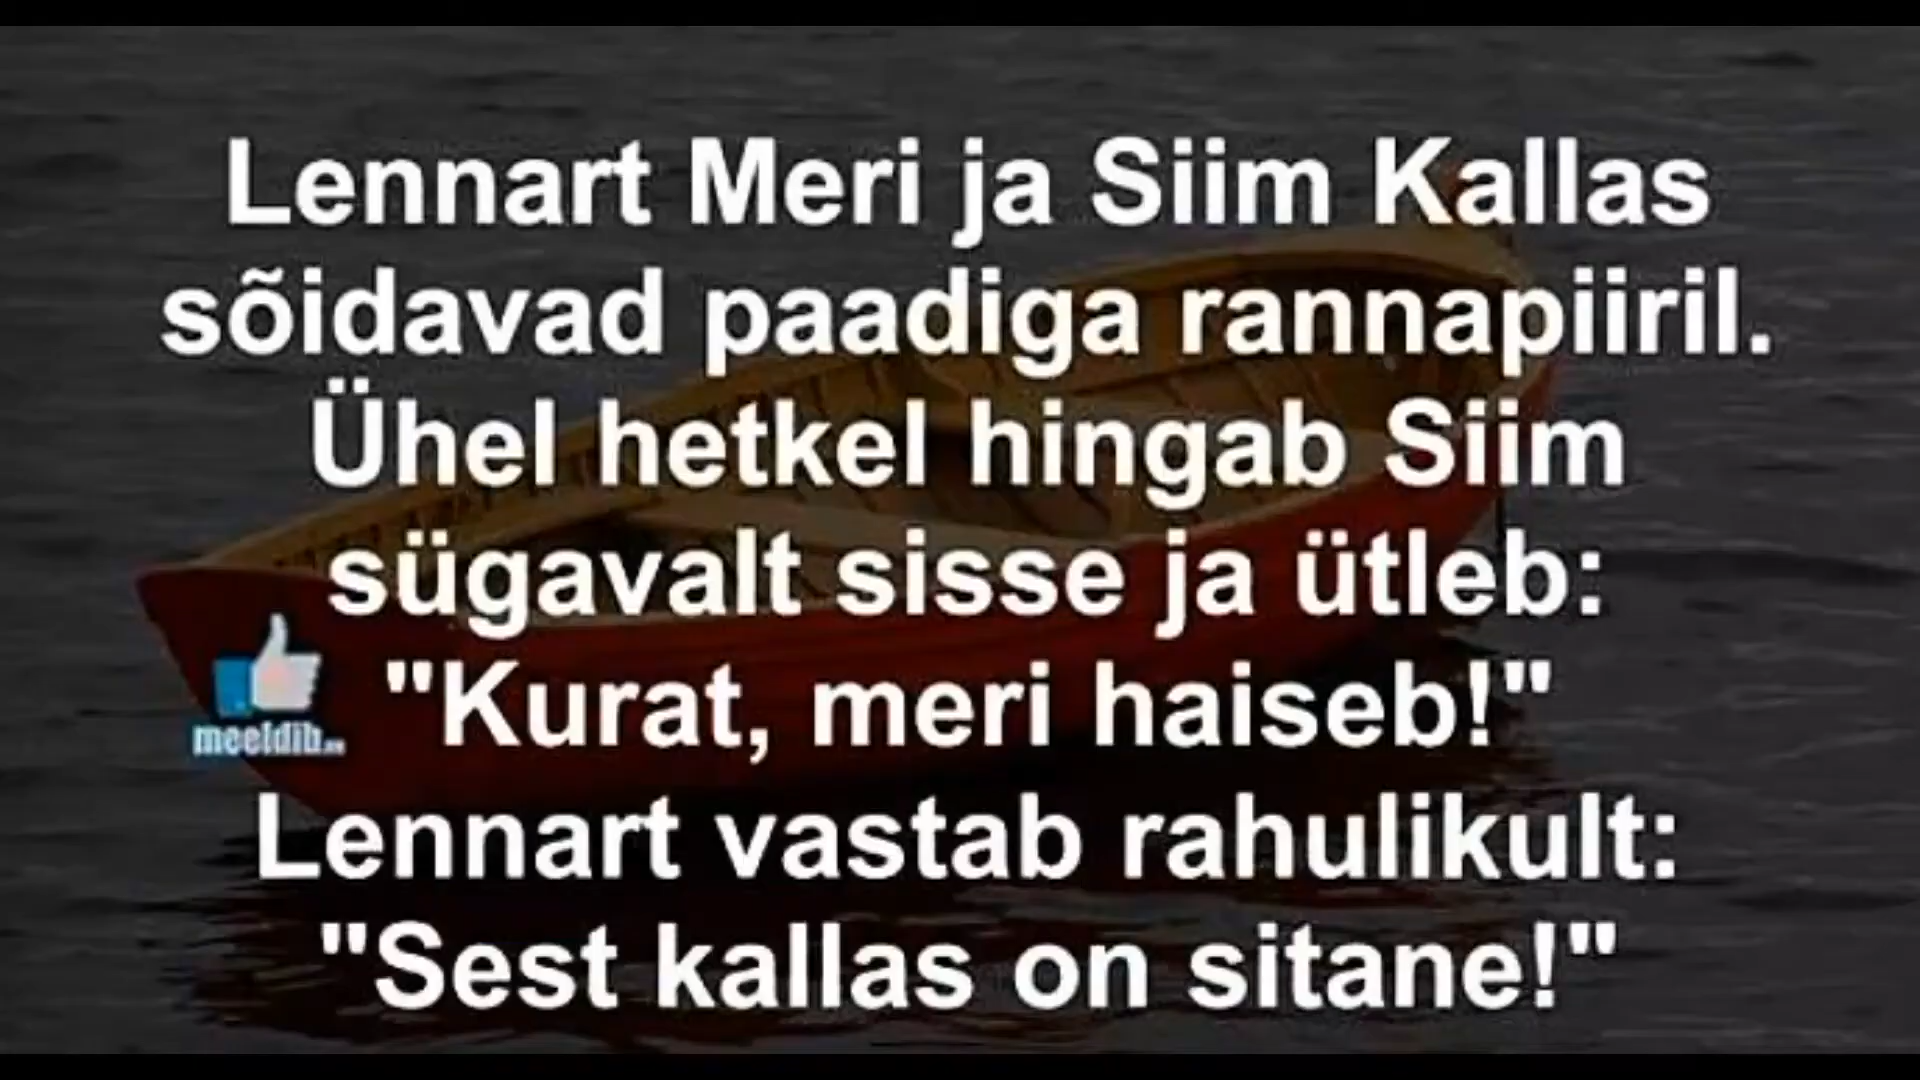 Lennart Meri ja Siim Kallas
sõidavad paadiga rannapiiril.
Ühel hetkel hingab Siim
sügavalt sisse ja ütleb:
"Kurat, meri haiseb!"
meeldib
Lennart vastab rahulikult:
"Sest kallas on sitane!"